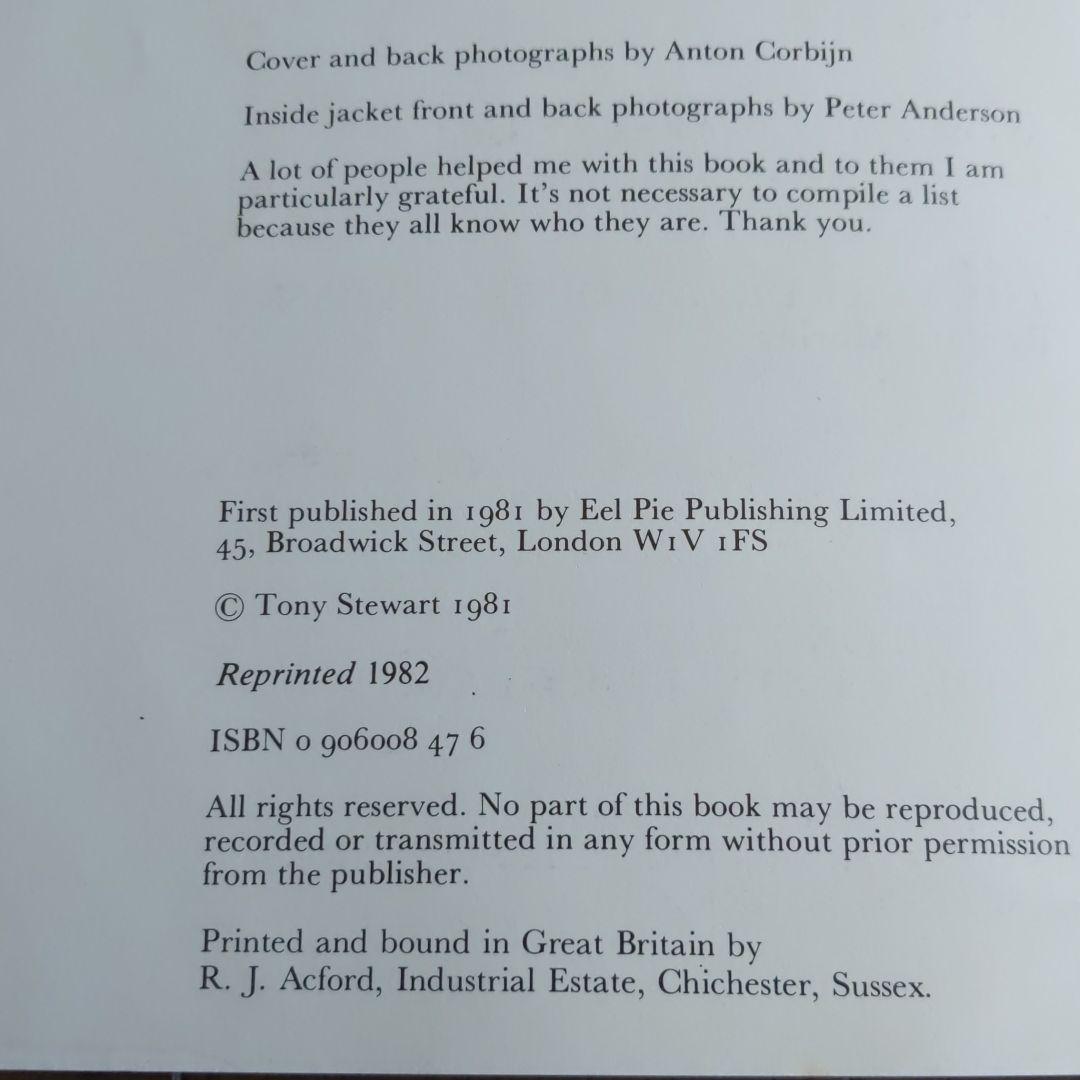 Cover and back photographs by Anton Corbijn
Inside jacket front and back photographs by Peter Anderson
A lot of people helped me with this book and to them I am
particularly grateful. It's not necessary to compile a list
because they all know who they are. Thank you.
First published in 1981 by Eel Pie Publishing Limited,
45, Broadwick Street, London W1V 1FS
© Tony Stewart 1981
Reprinted 1982
ISBN 0 906008 47 6
All rights reserved. No part of this book may be reproduced,
recorded or transmitted in any form without prior permission
from the publisher.
Printed and bound in Great Britain by
R. J. Acford, Industrial Estate, Chichester, Sussex.